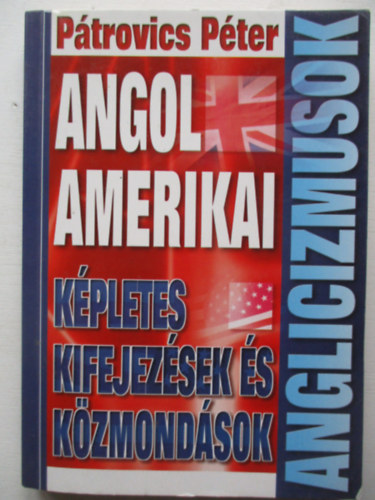 Pátrovics Péter
ANGOL
AMERIKAI
KÉPLETES
KIFEJEZÉSEK ÉS
KÖZMONDÁSOK
ANGLICIZMUSOK